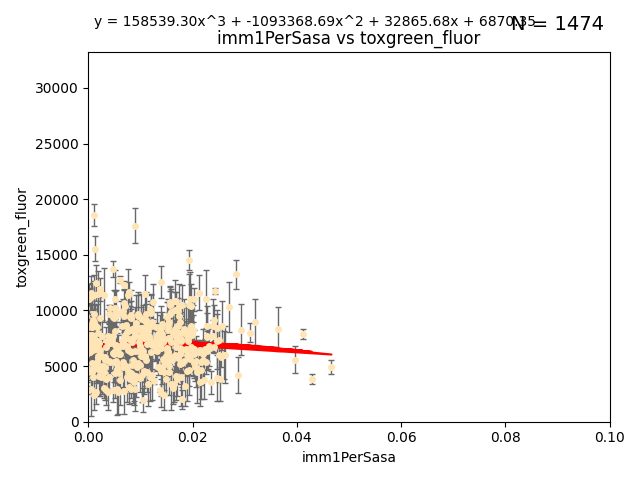 y = 158539.30x^3 + -1093368.69x^2 + 32865.68x + 6870.35
N = 1474
imm1PerSasa vs toxgreen_fluor
30000
25000
20000
15000
10000
5000
0
toxgreen_fluor
0.00 0.02 0.04 0.06 0.08 0.10
imm1PerSasa